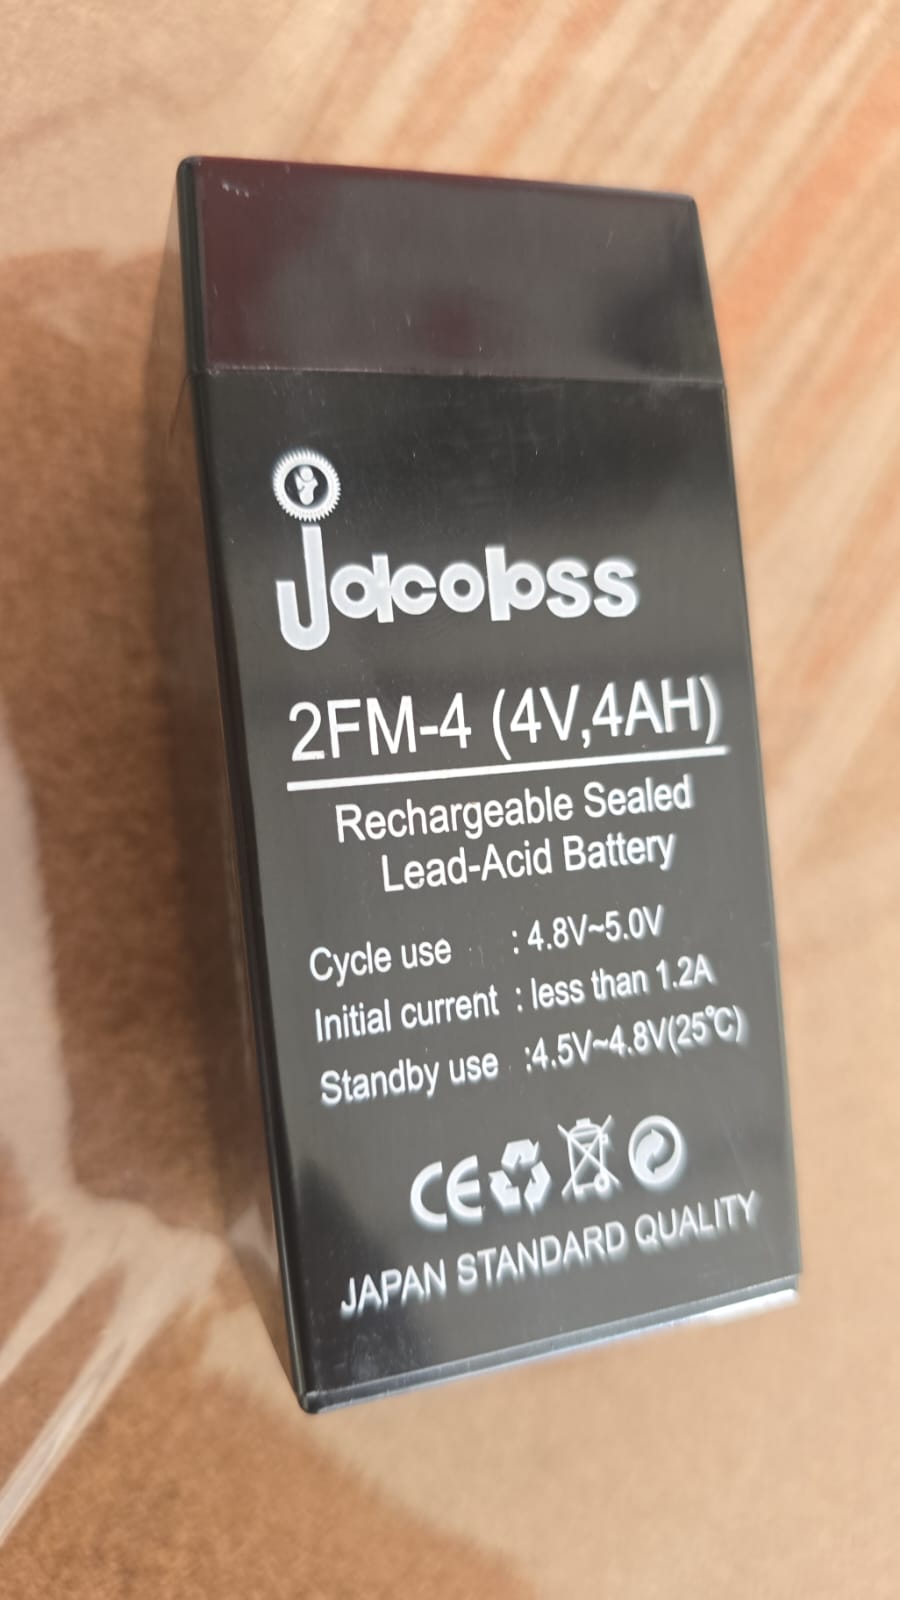 Jacobss
2FM-4 (4V,4AH)
Rechargeable Sealed
Lead-Acid Battery
Cycle use : 4.8V~5.0V
Initial current : less than 1.2A
Standby use :4.5V~4.8V(25℃)
CE
JAPAN STANDARD QUALITY